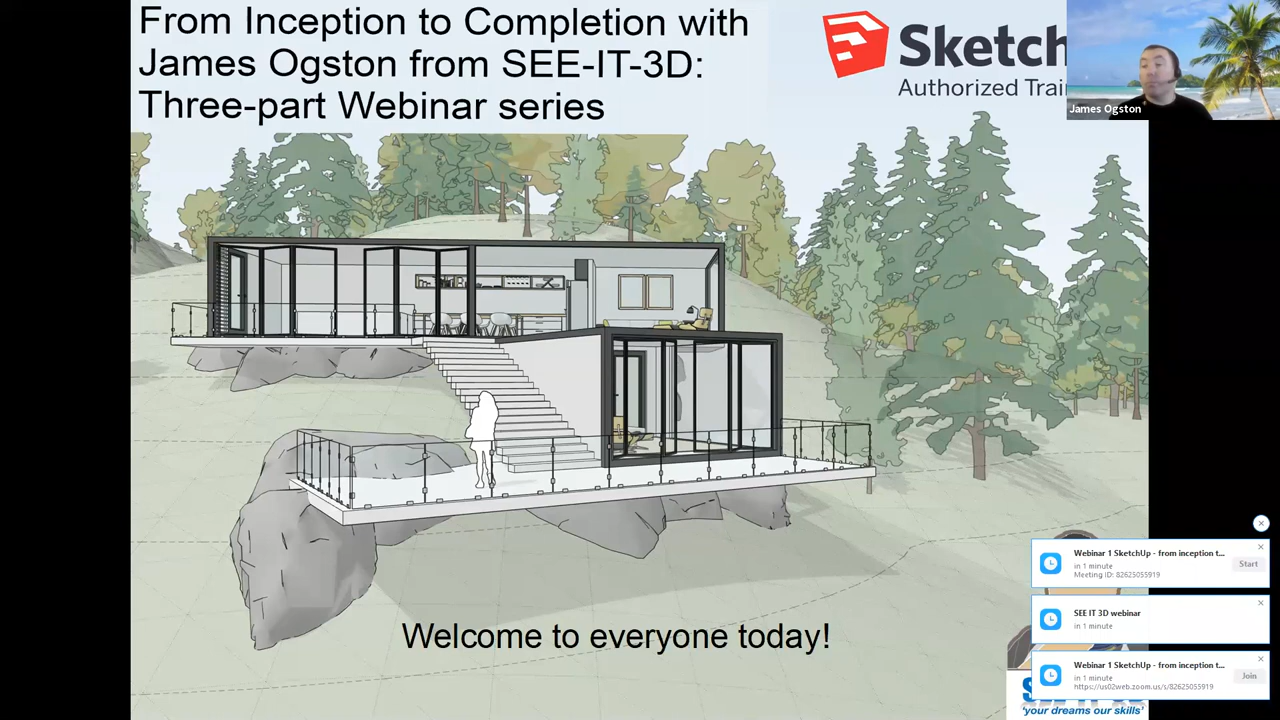 From Inception to Completion with
James Ogston from SEE-IT-3D:
Three-part Webinar series
Sketch
Authorized Trai
James Ogston
Webinar 1 SketchUp - from inception t...
in 1 minute
Meeting ID: 82625055919
Start
SEE IT 3D webinar
in 1 minute
Webinar 1 SketchUp - from inception t...
in 1 minute
https://us02web.zoom.us/s/82625055919
Join
Welcome to everyone today!
'your dreams our skills'